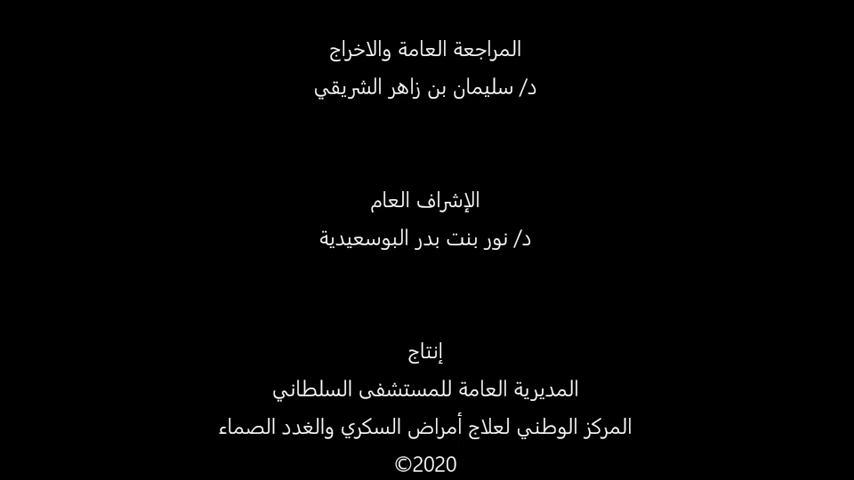 المراجعة العامة والاخراج
د/ سليمان بن زاهر الشريقي
الإشراف العام
د/ نور بنت بدر البوسعيدية
إنتاج
المديرية العامة للمستشفى السلطاني
المركز الوطني لعلاج أمراض السكري والغدد الصماء
©2020